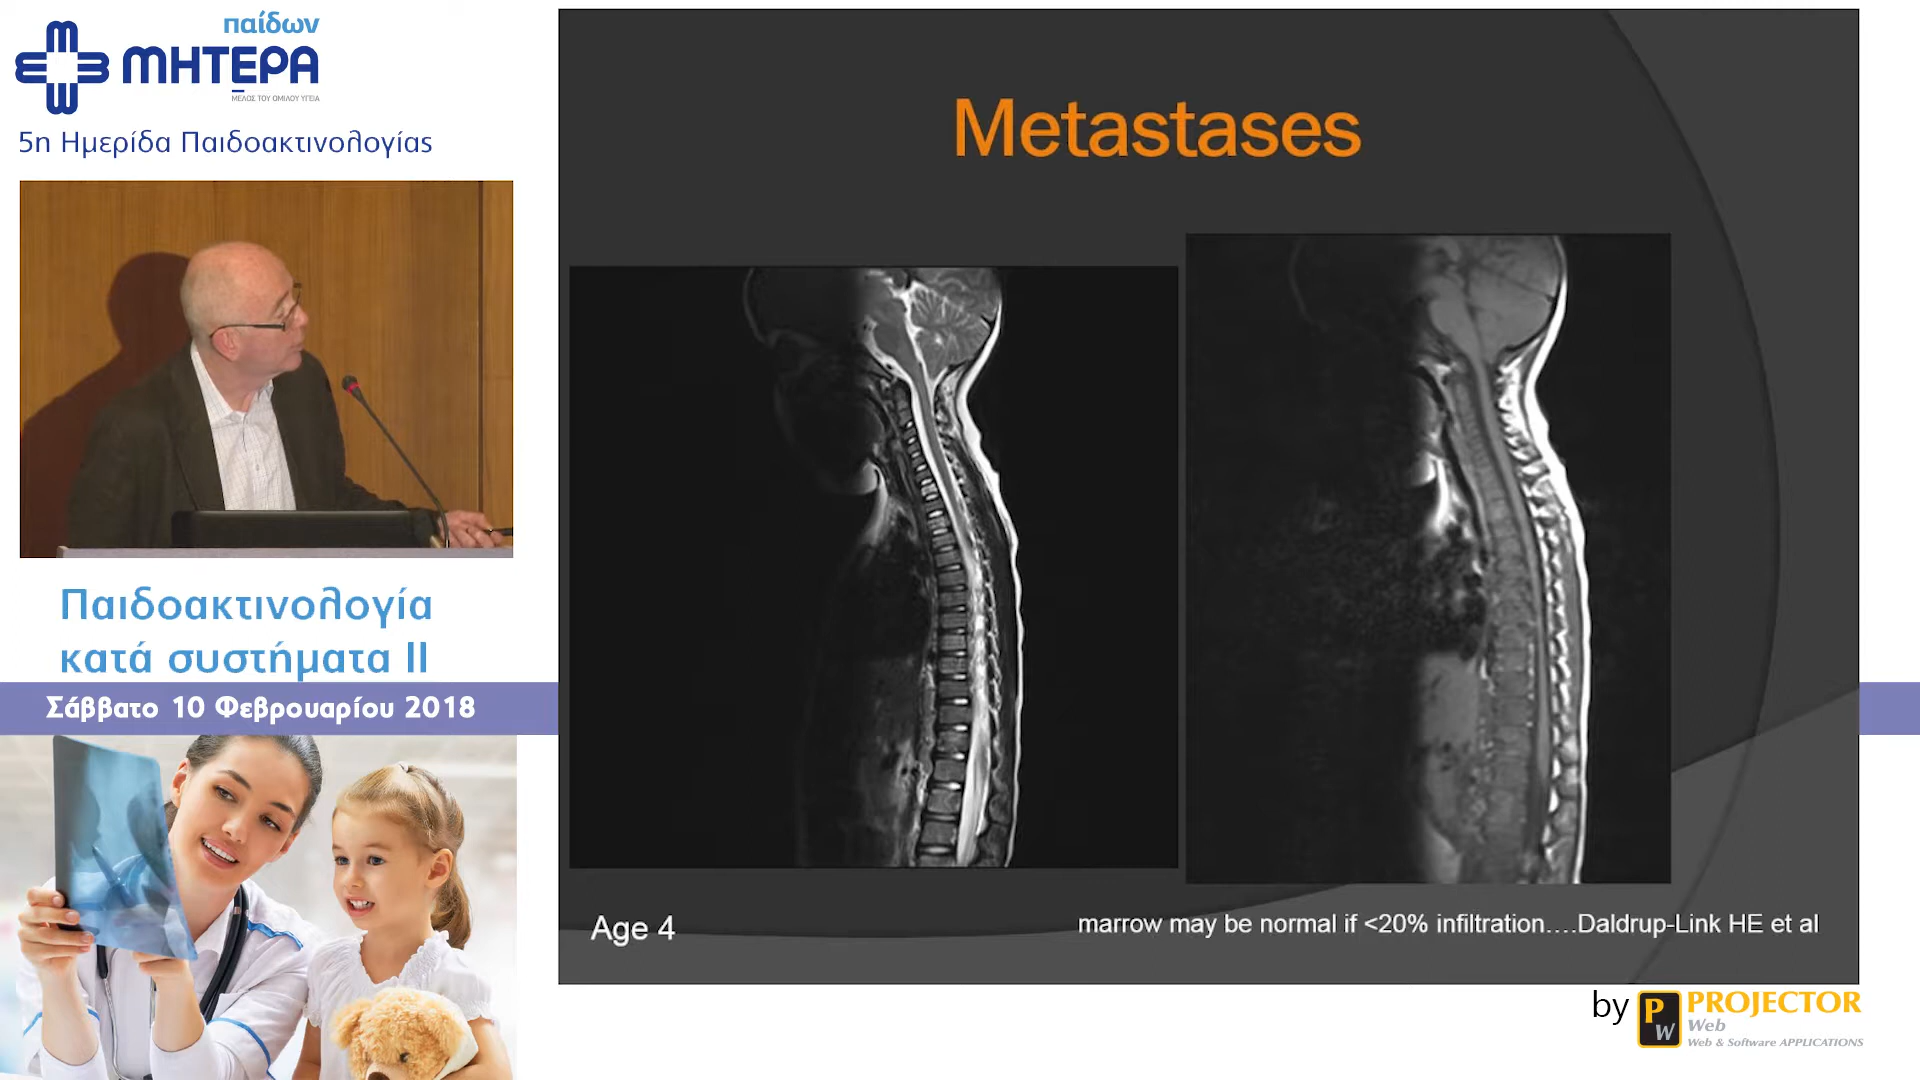 παίδων
ΜΗΤΕΡΑ
ΜΕΛΟΣ ΤΟΥ ΟΜΙΛΟΥ ΥΓΕΙΑ
5η Ημερίδα Παιδοακτινολογίας
Παιδοακτινολογία
κατά συστήματα ΙΙ
Σάββατο 10 Φεβρουαρίου 2018
Metastases
Age 4
marrow may be normal if <20% infiltration....Daldrup-Link HE et al
by PW PROJECTOR
Web
Web & Software APPLICATIONS